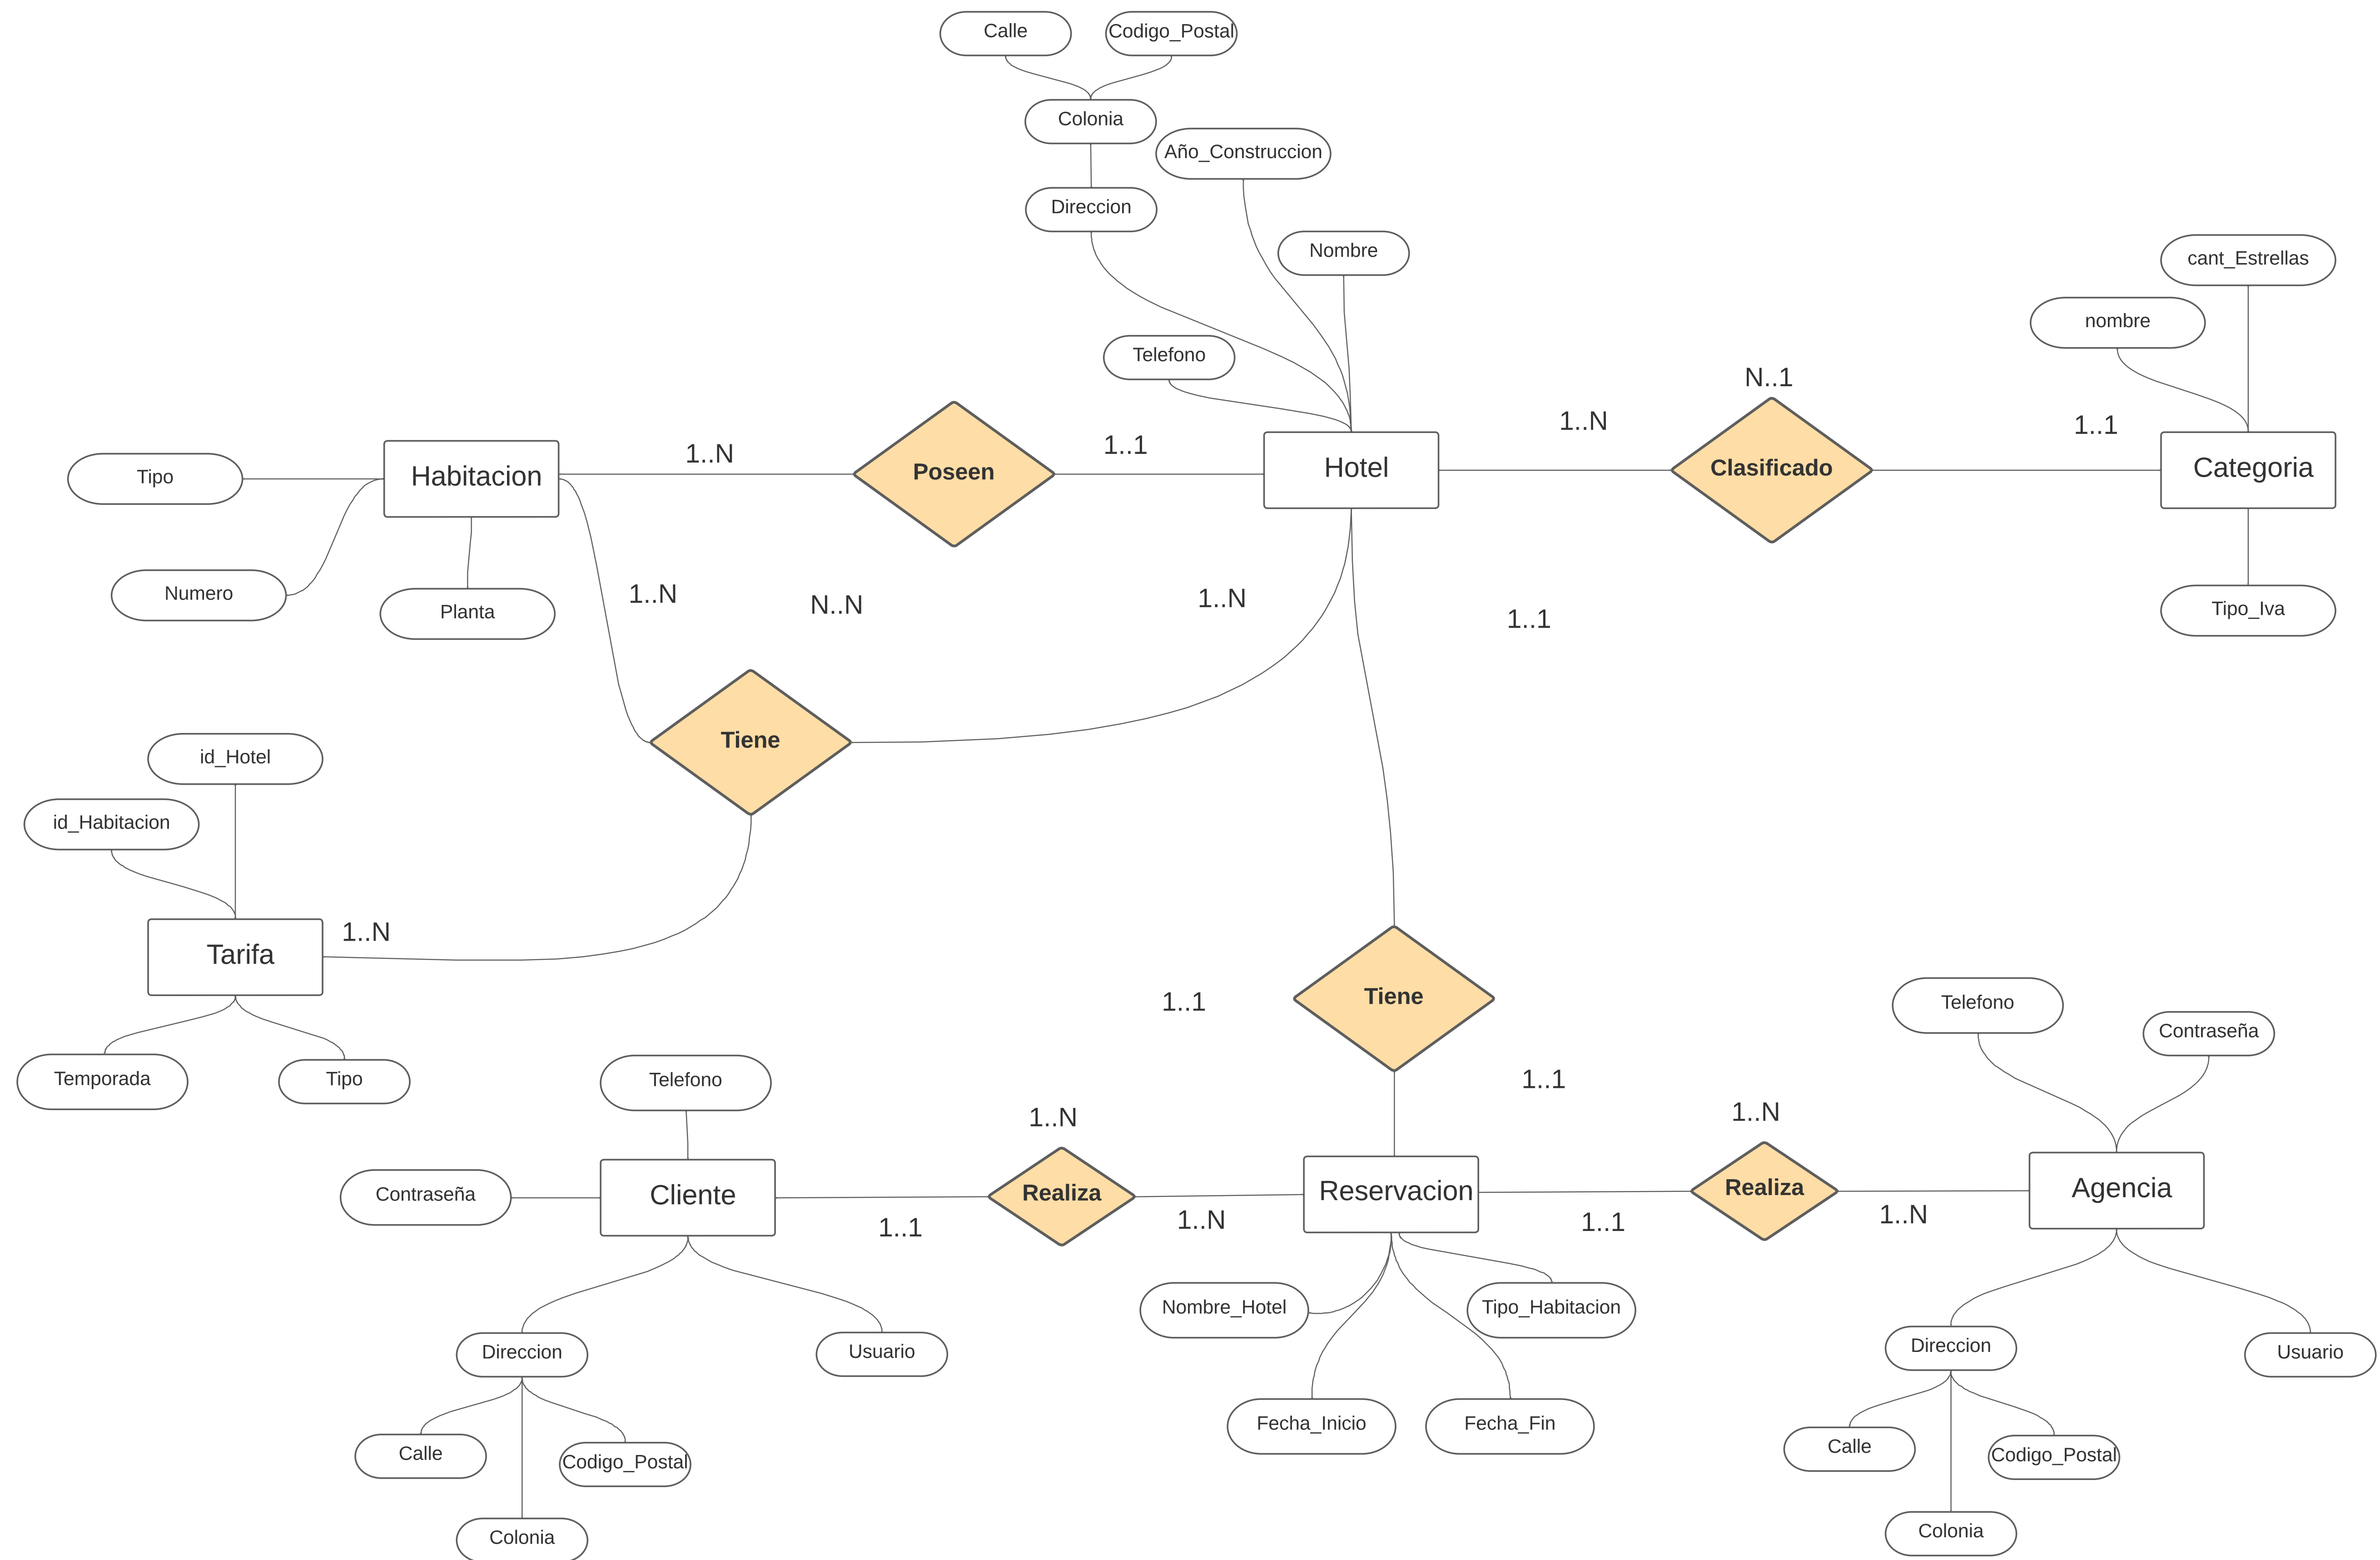 Calle
Codigo_Postal
Colonia
Año_Construccion
Direccion
Nombre
Telefono
cant_Estrellas
nombre
N..1
1..N
1..1
1..N
1..1
Tipo
Habitacion
Poseen
Hotel
Clasificado
Categoria
Numero
Planta
1..N
N..N
1..N
1..1
Tipo_Iva
Tiene
id_Hotel
id_Habitacion
1..N
Tarifa
Temporada
Tipo
1..1
Tiene
1..1
Telefono
Contraseña
Telefono
1..N
1..N
Contraseña
Cliente
Realiza
Reservacion
Realiza
Agencia
1..1
1..N
1..1
1..N
Nombre_Hotel
Tipo_Habitacion
Direccion
Usuario
Direccion
Usuario
Fecha_Inicio
Fecha_Fin
Calle
Codigo_Postal
Colonia
Calle
Codigo_Postal
Colonia